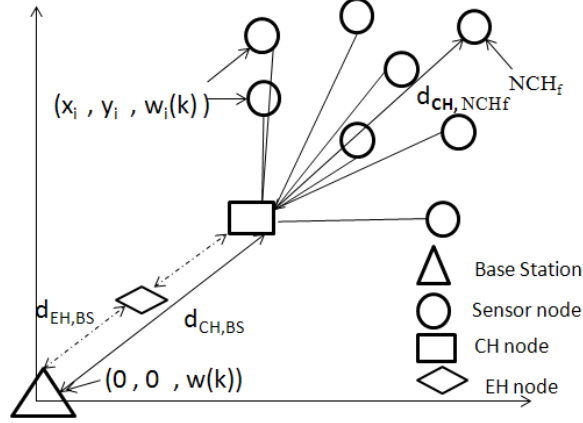 NCH_f
(x_i , y_i , w_i(k) )
d_CH, NCHf
d_EH,BS
d_CH,BS
(0 , 0 , w(k))
Base Station
Sensor node
CH node
EH node